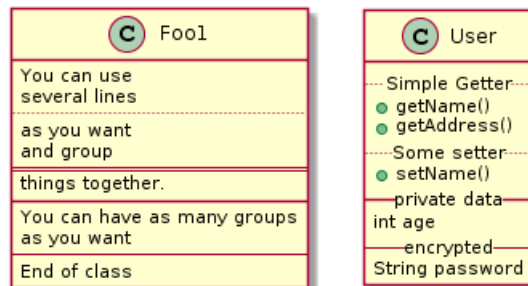 C Foo1
You can use
several lines
as you want
and group
things together.
You can have as many groups
as you want
End of class
C User
Simple Getter
getName()
getAddress()
Some setter
setName()
private data
int age
encrypted
String password